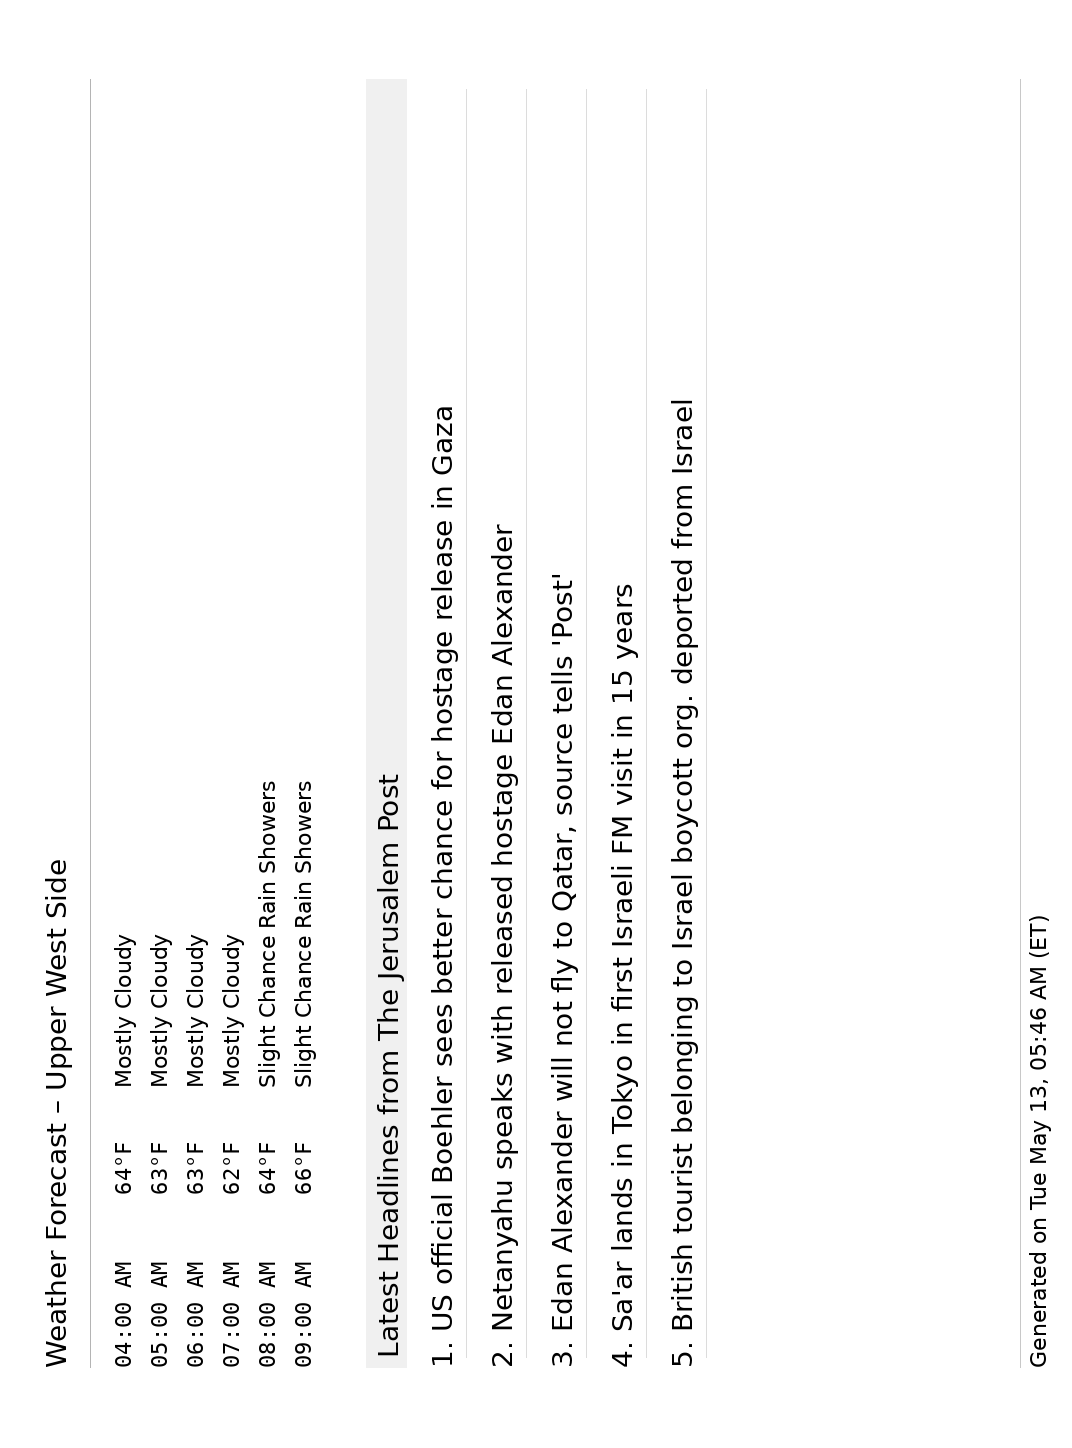 Weather Forecast – Upper West Side
04:00 AM 64°F Mostly Cloudy
05:00 AM 63°F Mostly Cloudy
06:00 AM 63°F Mostly Cloudy
07:00 AM 62°F Mostly Cloudy
08:00 AM 64°F Slight Chance Rain Showers
09:00 AM 66°F Slight Chance Rain Showers
Latest Headlines from The Jerusalem Post
1. US official Boehler sees better chance for hostage release in Gaza
2. Netanyahu speaks with released hostage Edan Alexander
3. Edan Alexander will not fly to Qatar, source tells 'Post'
4. Sa'ar lands in Tokyo in first Israeli FM visit in 15 years
5. British tourist belonging to Israel boycott org. deported from Israel
Generated on Tue May 13, 05:46 AM (ET)